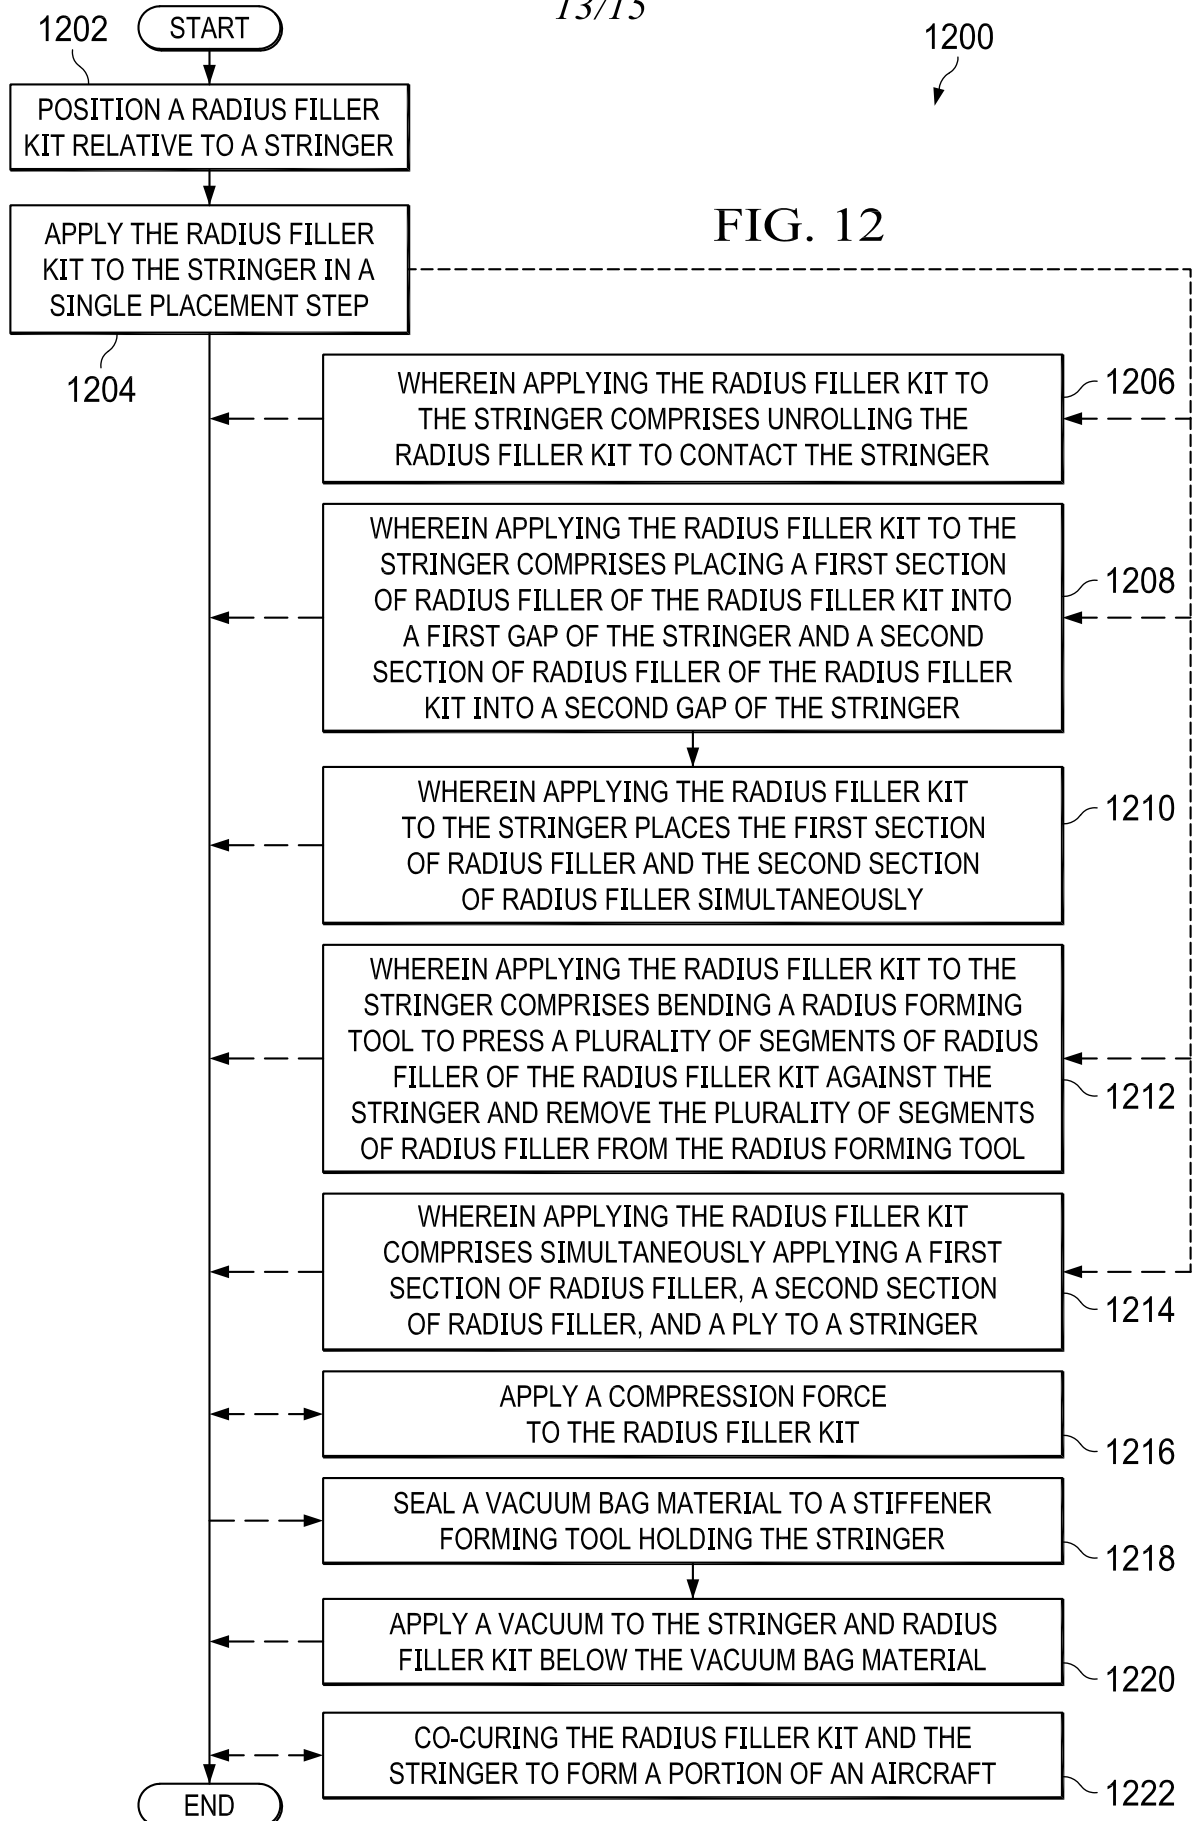 13/15
1202
START
1200
POSITION A RADIUS FILLER
KIT RELATIVE TO A STRINGER
FIG. 12
APPLY THE RADIUS FILLER
KIT TO THE STRINGER IN A
SINGLE PLACEMENT STEP
1204
WHEREIN APPLYING THE RADIUS FILLER KIT TO
THE STRINGER COMPRISES UNROLLING THE
RADIUS FILLER KIT TO CONTACT THE STRINGER
1206
WHEREIN APPLYING THE RADIUS FILLER KIT TO THE
STRINGER COMPRISES PLACING A FIRST SECTION
OF RADIUS FILLER OF THE RADIUS FILLER KIT INTO
A FIRST GAP OF THE STRINGER AND A SECOND
SECTION OF RADIUS FILLER OF THE RADIUS FILLER
KIT INTO A SECOND GAP OF THE STRINGER
1208
WHEREIN APPLYING THE RADIUS FILLER KIT
TO THE STRINGER PLACES THE FIRST SECTION
OF RADIUS FILLER AND THE SECOND SECTION
OF RADIUS FILLER SIMULTANEOUSLY
1210
WHEREIN APPLYING THE RADIUS FILLER KIT TO THE
STRINGER COMPRISES BENDING A RADIUS FORMING
TOOL TO PRESS A PLURALITY OF SEGMENTS OF RADIUS
FILLER OF THE RADIUS FILLER KIT AGAINST THE
STRINGER AND REMOVE THE PLURALITY OF SEGMENTS
OF RADIUS FILLER FROM THE RADIUS FORMING TOOL
1212
WHEREIN APPLYING THE RADIUS FILLER KIT
COMPRISES SIMULTANEOUSLY APPLYING A FIRST
SECTION OF RADIUS FILLER, A SECOND SECTION
OF RADIUS FILLER, AND A PLY TO A STRINGER
1214
APPLY A COMPRESSION FORCE
TO THE RADIUS FILLER KIT
1216
SEAL A VACUUM BAG MATERIAL TO A STIFFENER
FORMING TOOL HOLDING THE STRINGER
1218
APPLY A VACUUM TO THE STRINGER AND RADIUS
FILLER KIT BELOW THE VACUUM BAG MATERIAL
1220
CO-CURING THE RADIUS FILLER KIT AND THE
STRINGER TO FORM A PORTION OF AN AIRCRAFT
1222
END